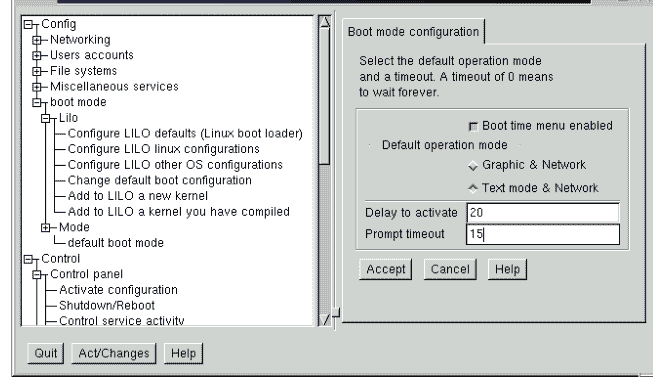 Config
Networking
Users accounts
File systems
Miscellaneous services
boot mode
Lilo
Configure LILO defaults (Linux boot loader)
Configure LILO linux configurations
Configure LILO other OS configurations
Change default boot configuration
Add to LILO a new kernel
Add to LILO a kernel you have compiled
Mode
default boot mode
Control
Control panel
Activate configuration
Shutdown/Reboot
Control service activity
Boot mode configuration
Select the default operation mode
and a timeout. A timeout of 0 means
to wait forever.
Boot time menu enabled
Default operation mode
Graphic & Network
Text mode & Network
Delay to activate 20
Prompt timeout 15
Accept Cancel Help
Quit Act/Changes Help